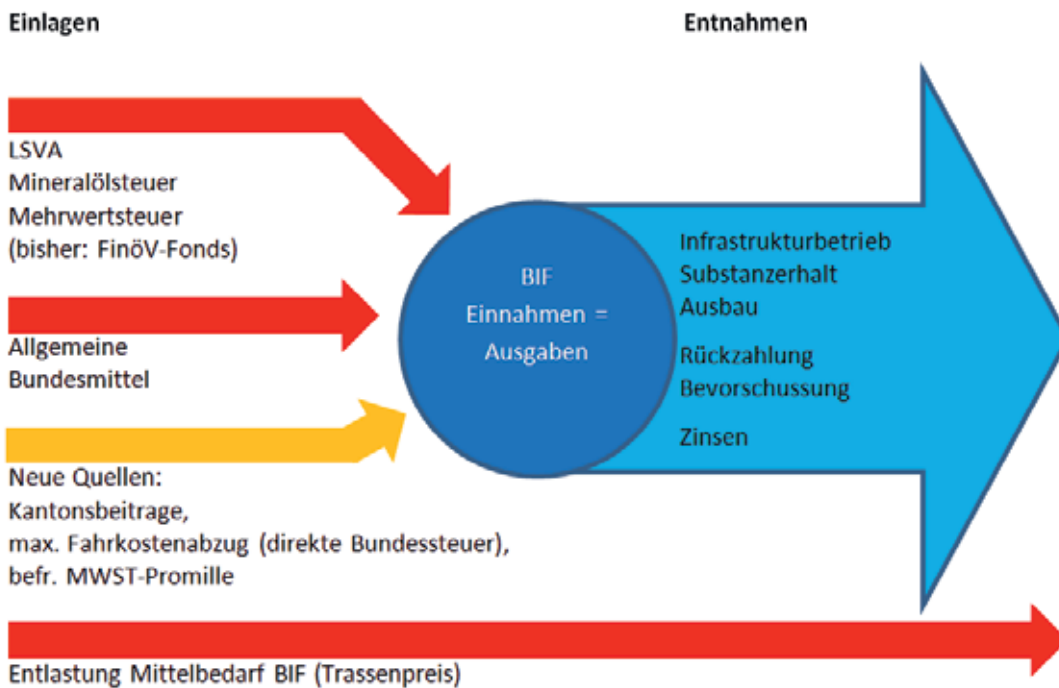 Einlagen
Entnahmen
LSVA
Mineralölsteuer
Mehrwertsteuer
(bisher: FinöV-Fonds)
Allgemeine
Bundesmittel
Neue Quellen:
Kantonsbeitrage,
max. Fahrkostenabzug (direkte Bundessteuer),
befr. MWST-Promille
BIF
Einnahmen =
Ausgaben
Infrastrukturbetrieb
Substanzerhalt
Ausbau
Rückzahlung
Bevorschussung
Zinsen
Entlastung Mittelbedarf BIF (Trassenpreis)